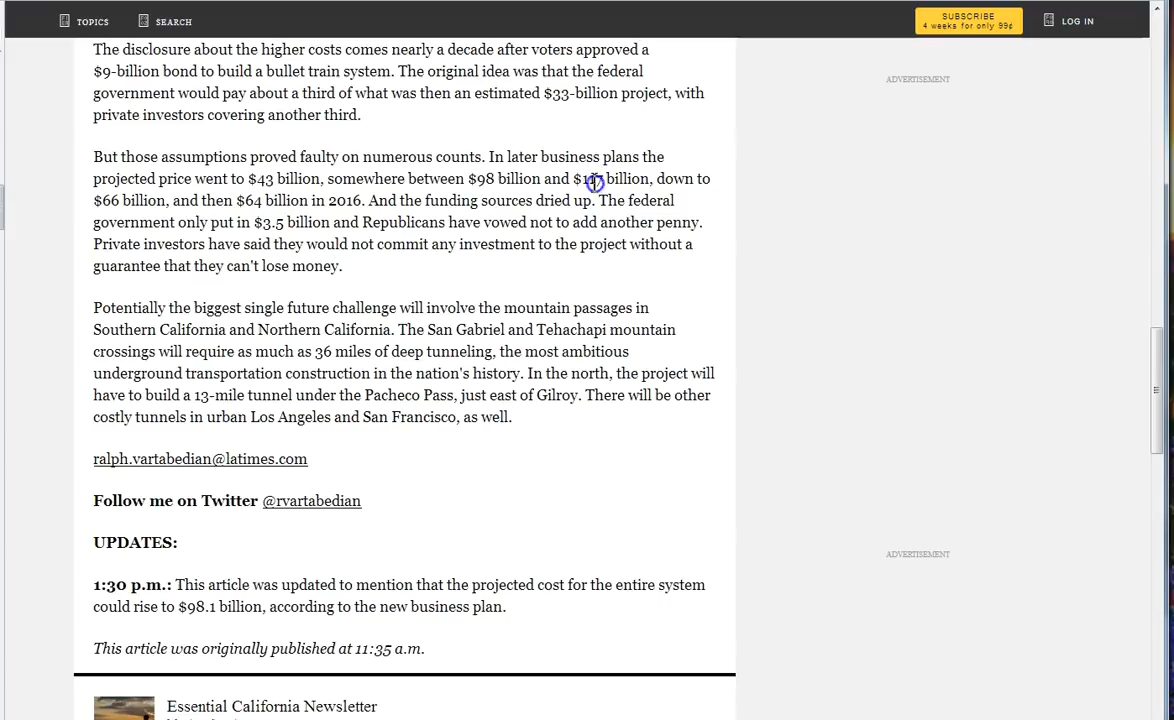 TOPICS
SEARCH
SUBSCRIBE
4 weeks for only 99¢
LOG IN
The disclosure about the higher costs comes nearly a decade after voters approved a
$9-billion bond to build a bullet train system. The original idea was that the federal
government would pay about a third of what was then an estimated $33-billion project, with
private investors covering another third.
But those assumptions proved faulty on numerous counts. In later business plans the
projected price went to $43 billion, somewhere between $98 billion and billion, down to
$66 billion, and then $64 billion in 2016. And the funding sources dried up. The federal
government only put in $3.5 billion and Republicans have vowed not to add another penny.
Private investors have said they would not commit any investment to the project without a
guarantee that they can't lose money.
Potentially the biggest single future challenge will involve the mountain passages in
Southern California and Northern California. The San Gabriel and Tehachapi mountain
crossings will require as much as 36 miles of deep tunneling, the most ambitious
underground transportation construction in the nation's history. In the north, the project will
have to build a 13-mile tunnel under the Pacheco Pass, just east of Gilroy. There will be other
costly tunnels in urban Los Angeles and San Francisco, as well.
ralph.vartabedian@latimes.com
Follow me on Twitter @rvartabedian
UPDATES:
1:30 p.m.: This article was updated to mention that the projected cost for the entire system
could rise to $98.1 billion, according to the new business plan.
This article was originally published at 11:35 a.m.
Essential California Newsletter
ADVERTISEMENT
ADVERTISEMENT